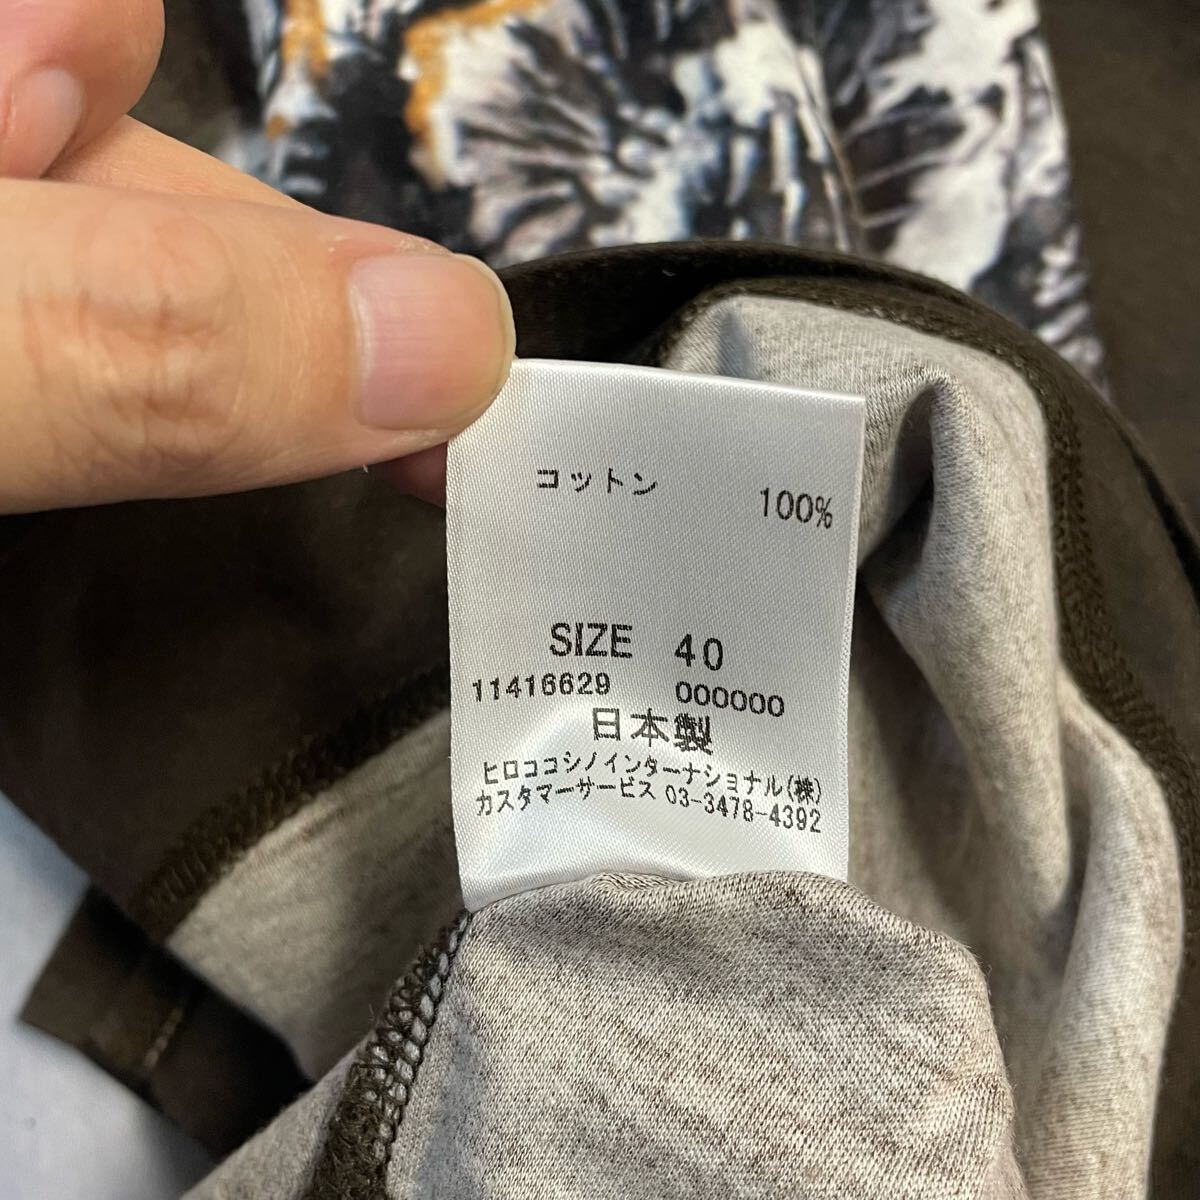 コットン 100%
SIZE 40
11416629 000000
日本製
ヒロココシノインターナショナル(株)
カスタマーサービス 03-3478-4392